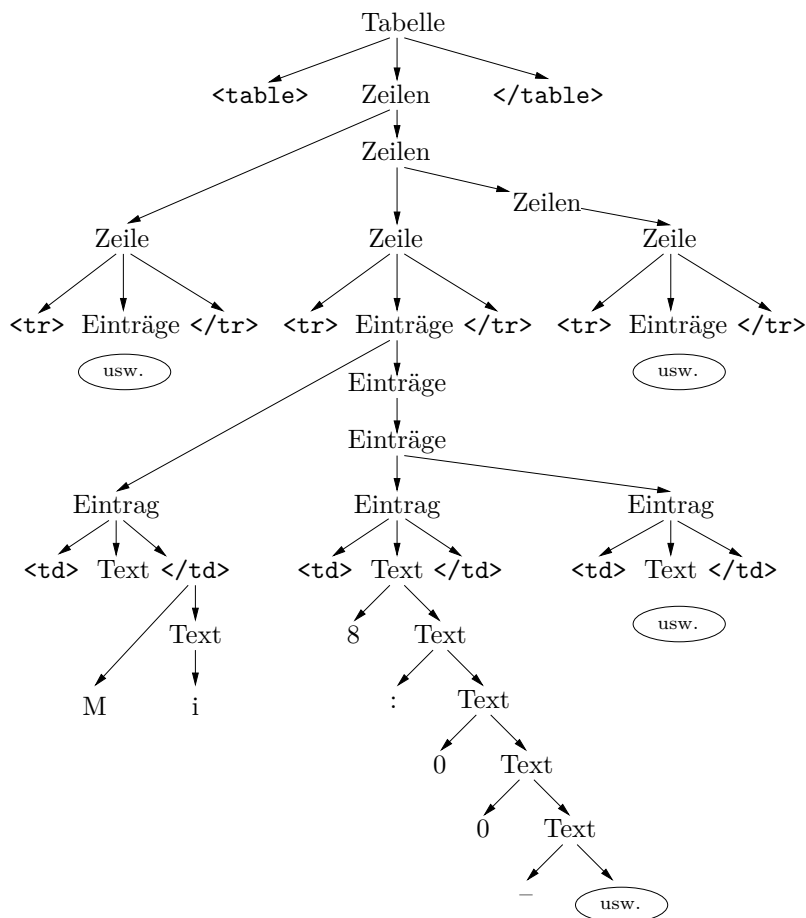 Tabelle
<table> Zeilen </table>
Zeilen
Zeilen
Zeile Zeile Zeile
<tr> Einträge </tr> <tr> Einträge </tr> <tr> Einträge </tr>
usw. usw.
Einträge
Einträge
Eintrag Eintrag Eintrag
<td> Text </td> <td> Text </td> <td> Text </td>
usw.
Text 8 Text
M i : Text
0 Text
0 Text
– usw.